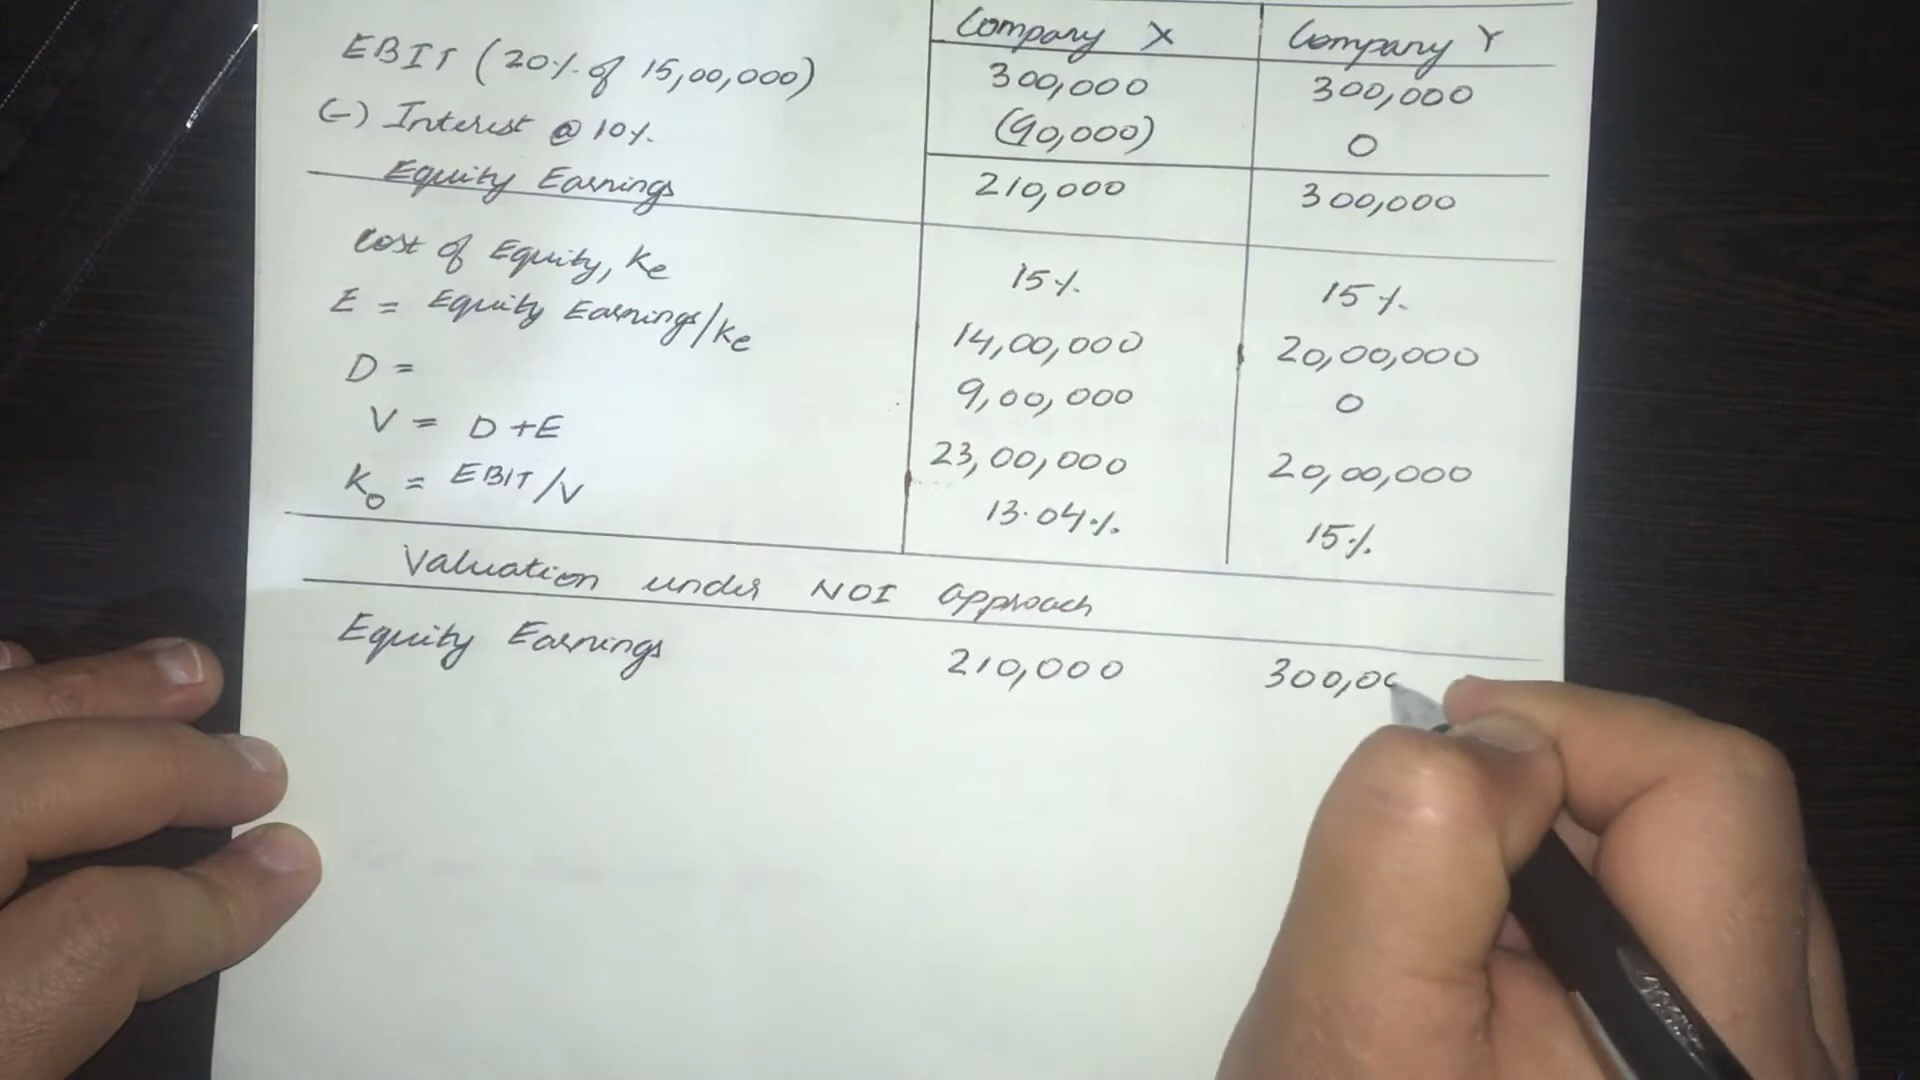 Company X Company Y
EBIT (20% of 15,00,000) 300,000 300,000
(-) Interest @ 10% (90,000) 0
Equity Earnings 210,000 300,000
Cost of Equity, Ke 15% 15%
E = Equity Earnings/Ke 14,00,000 20,00,000
D = 9,00,000 0
V = D+E 23,00,000 20,00,000
Ko = EBIT/V 13.04% 15%
Valuation under NOI approach
Equity Earnings 210,000 300,00